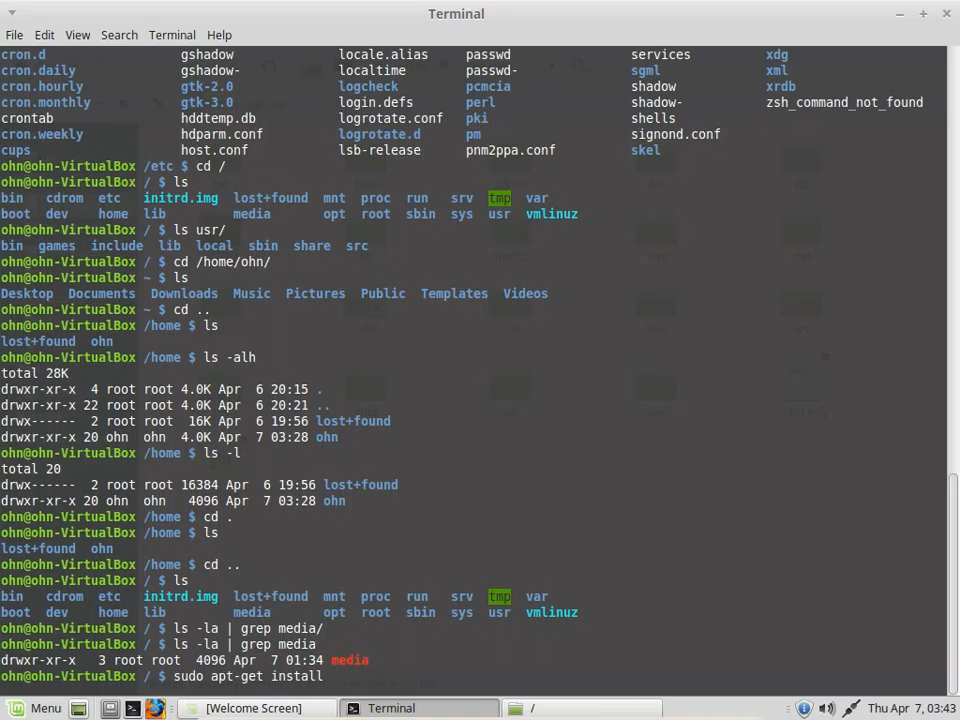 Terminal
File Edit View Search Terminal Help
cron.d gshadow locale.alias passwd services xdg
cron.daily gshadow- localtime passwd- sgml xml
cron.hourly gtk-2.0 logcheck pcmcia shadow xrdb
cron.monthly gtk-3.0 login.defs perl shadow- zsh_command_not_found
crontab hddtemp.db logrotate.conf pki shells
cron.weekly hdparm.conf logrotate.d pm signond.conf
cups host.conf lsb-release pnm2ppa.conf skel
ohn@ohn-VirtualBox /etc $ cd /
ohn@ohn-VirtualBox / $ ls
bin cdrom etc initrd.img lost+found mnt proc run srv tmp var
boot dev home lib media opt root sbin sys usr vmlinuz
ohn@ohn-VirtualBox / $ ls usr/
bin games include lib local sbin share src
ohn@ohn-VirtualBox / $ cd /home/ohn/
ohn@ohn-VirtualBox ~ $ ls
Desktop Documents Downloads Music Pictures Public Templates Videos
ohn@ohn-VirtualBox ~ $ cd ..
ohn@ohn-VirtualBox /home $ ls
lost+found ohn
ohn@ohn-VirtualBox /home $ ls -alh
total 28K
drwxr-xr-x 4 root root 4.0K Apr 6 20:15 .
drwxr-xr-x 22 root root 4.0K Apr 6 20:21 ..
drwx------ 2 root root 16K Apr 6 19:56 lost+found
drwxr-xr-x 20 ohn ohn 4.0K Apr 7 03:28 ohn
ohn@ohn-VirtualBox /home $ ls -l
total 20
drwx------ 2 root root 16384 Apr 6 19:56 lost+found
drwxr-xr-x 20 ohn ohn 4096 Apr 7 03:28 ohn
ohn@ohn-VirtualBox /home $ cd .
ohn@ohn-VirtualBox /home $ ls
lost+found ohn
ohn@ohn-VirtualBox /home $ cd ..
ohn@ohn-VirtualBox / $ ls
bin cdrom etc initrd.img lost+found mnt proc run srv tmp var
boot dev home lib media opt root sbin sys usr vmlinuz
ohn@ohn-VirtualBox / $ ls -la | grep media/
ohn@ohn-VirtualBox / $ ls -la | grep media
drwxr-xr-x 3 root root 4096 Apr 7 01:34 media
ohn@ohn-VirtualBox / $ sudo apt-get install
Menu [Welcome Screen] Terminal / Thu Apr 7, 03:43